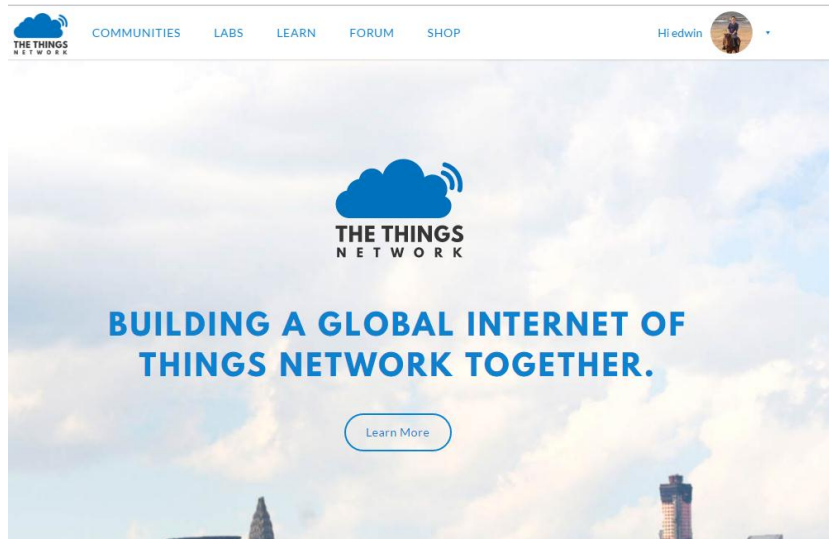 THE THINGS
NETWORK
COMMUNITIES LABS LEARN FORUM SHOP
Hi edwin
THE THINGS
NETWORK
BUILDING A GLOBAL INTERNET OF
THINGS NETWORK TOGETHER.
Learn More